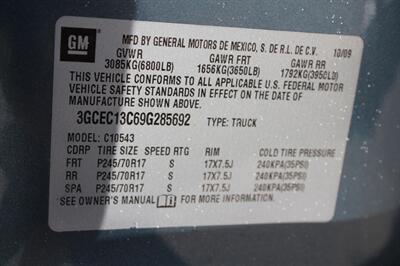 GM
MFD BY GENERAL MOTORS DE MEXICO, S. DE R.L. DE C.V. 10/09
GVWR GAWR FRT GAWR RR
3085KG(6800LB) 1656KG(3650LB) 1792KG(3950LB)
THIS VEHICLE CONFORMS TO ALL APPLICABLE U.S. FEDERAL MOTOR
VEHICLE SAFETY STANDARDS IN EFFECT ON THE DATE OF
MANUFACTURE SHOWN ABOVE.
3GCEC13C69G285692 TYPE: TRUCK
MODEL: C10543
CDRP TIRE SIZE SPEED RTG RIM COLD TIRE PRESSURE
FRT P245/70R17 S 17X7.5J 240KPA(35PSI)
RR P245/70R17 S 17X7.5J 240KPA(35PSI)
SPA P245/70R17 S 17X7.5J 240KPA(35PSI)
SEE OWNER'S MANUAL FOR MORE INFORMATION.